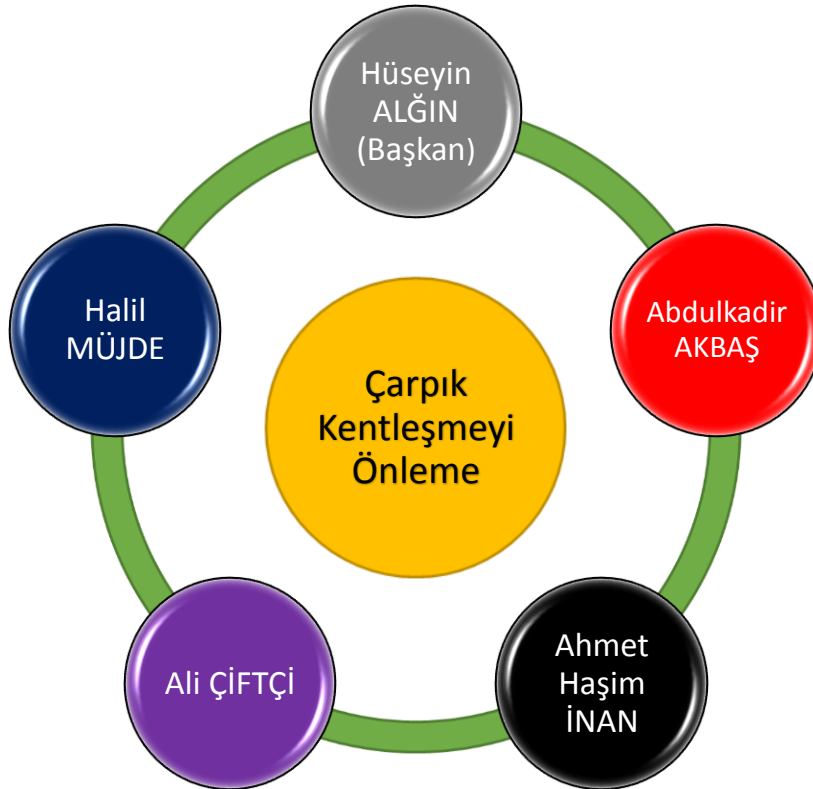 Hüseyin
ALĞIN
(Başkan)
Halil
MÜJDE
Abdulkadir
AKBAŞ
Çarpık
Kentleşmeyi
Önleme
Ali ÇİFTÇİ
Ahmet
Haşim
İNAN